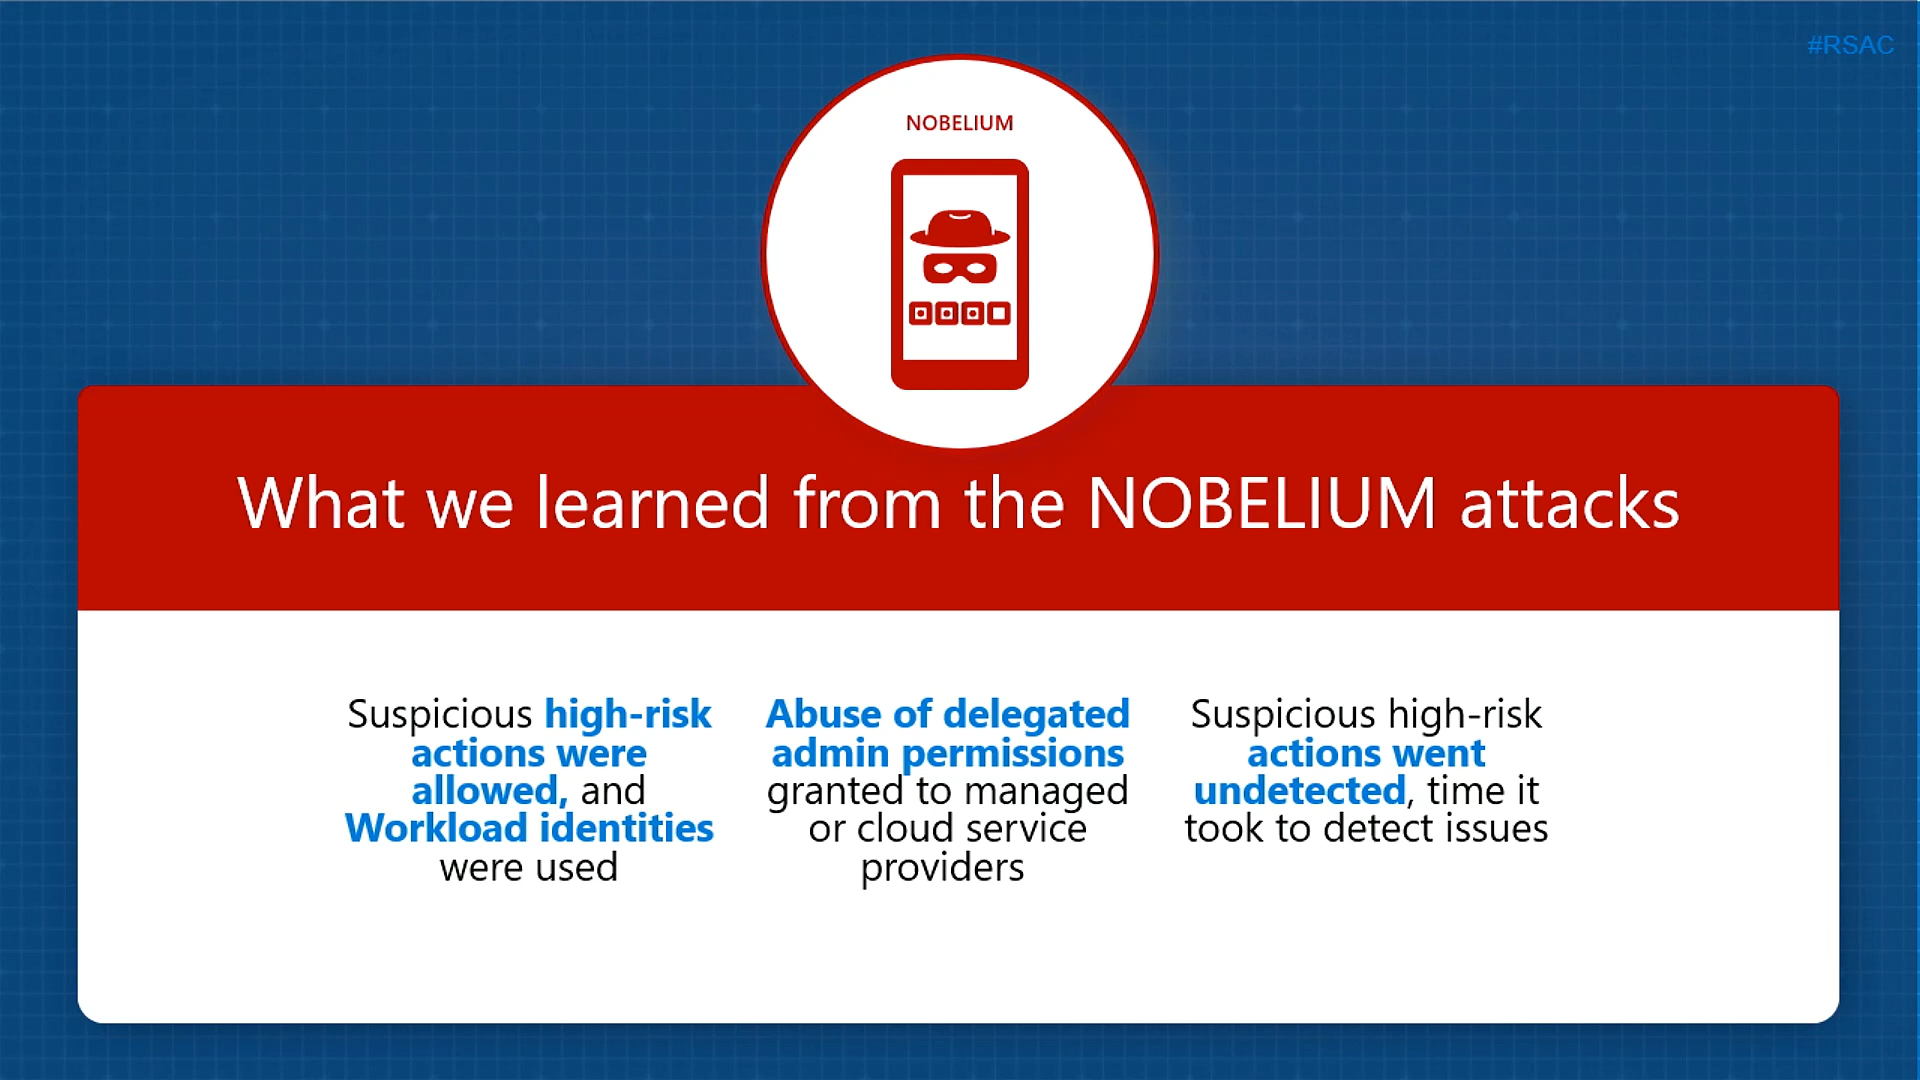 #RSAC
NOBELIUM
What we learned from the NOBELIUM attacks
Suspicious high-risk
actions were
allowed, and
Workload identities
were used
Abuse of delegated
admin permissions
granted to managed
or cloud service
providers
Suspicious high-risk
actions went
undetected, time it
took to detect issues